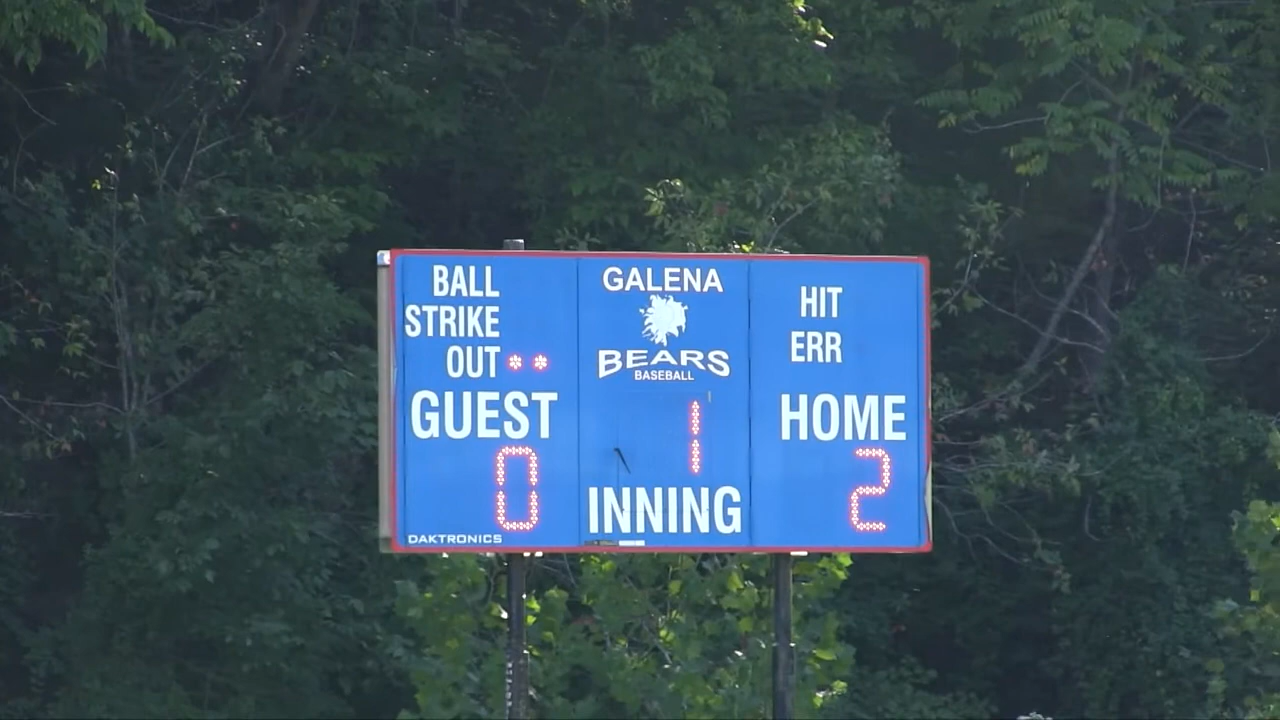 BALL
STRIKE
OUT
GUEST
0
DAKTRONICS
GALENA
BEARS
BASEBALL
1
INNING
HIT
ERR
HOME
2